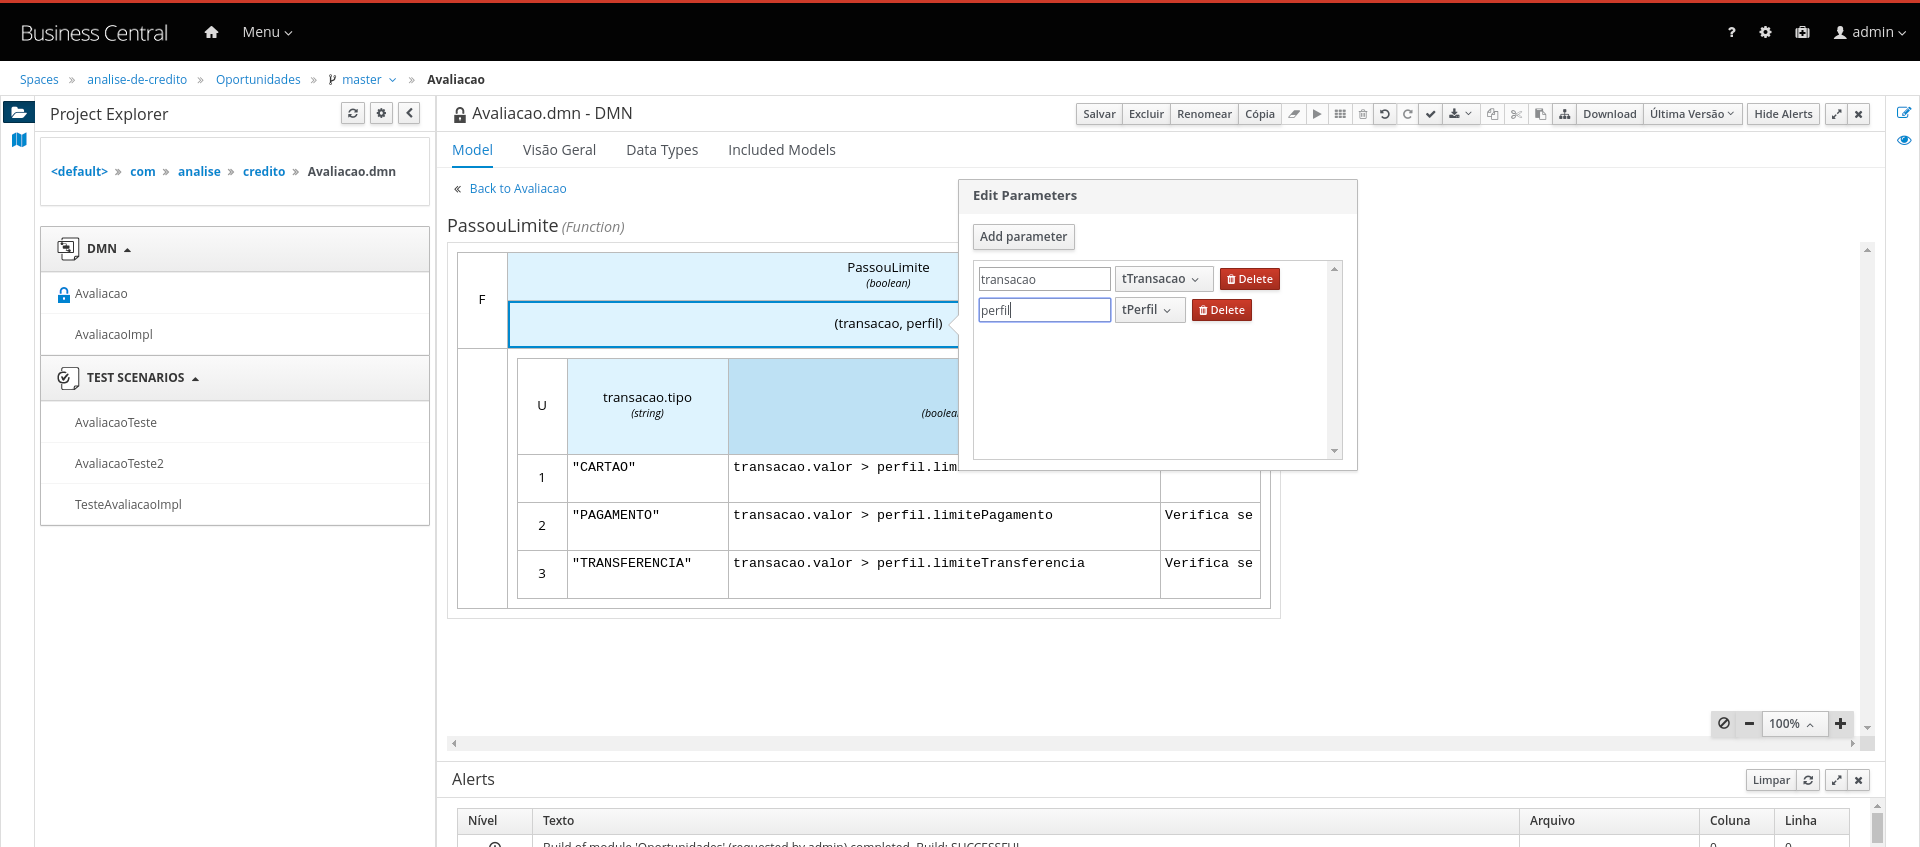 Business Central
Menu
?
admin
Spaces » analise-de-credito » Oportunidades » master » Avaliacao
Project Explorer
<default> » com » analise » credito » Avaliacao.dmn
DMN
Avaliacao
AvaliacaoImpl
TEST SCENARIOS
AvaliacaoTeste
AvaliacaoTeste2
TesteAvaliacaoImpl
Avaliacao.dmn - DMN
Salvar Excluir Renomear Cópia Download Última Versão Hide Alerts
Model Visão Geral Data Types Included Models
« Back to Avaliacao
PassouLimite (Function)
F
PassouLimite
(boolean)
(transacao, perfil)
U
transacao.tipo
(string)
1 "CARTAO" transacao.valor > perfil.lim
2 "PAGAMENTO" transacao.valor > perfil.limitePagamento Verifica se
3 "TRANSFERENCIA" transacao.valor > perfil.limiteTransferencia Verifica se
Edit Parameters
Add parameter
transacao tTransacao Delete
perfil tPerfil Delete
100%
Alerts
Limpar
Nível Texto Arquivo Coluna Linha
Build of module 'Oportunidades' (requested by admin) completed. Build: SUCCESSFUL 0 0